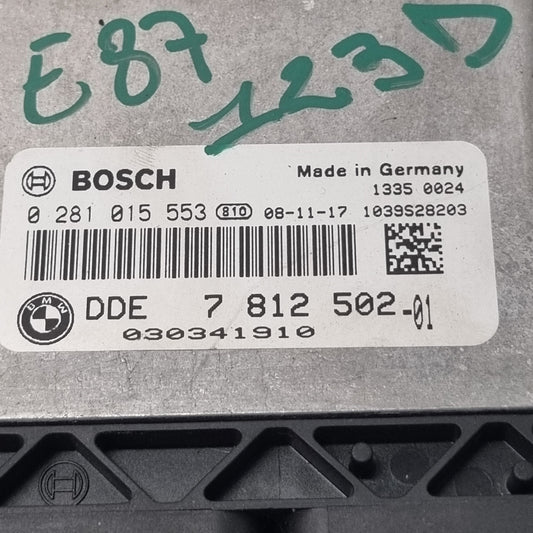 E87
123D
BOSCH
Made in Germany
1335 0024
0 281 015 553 810 08-11-17 1039S28203
BMW
DDE 7 812 502-01
030341910